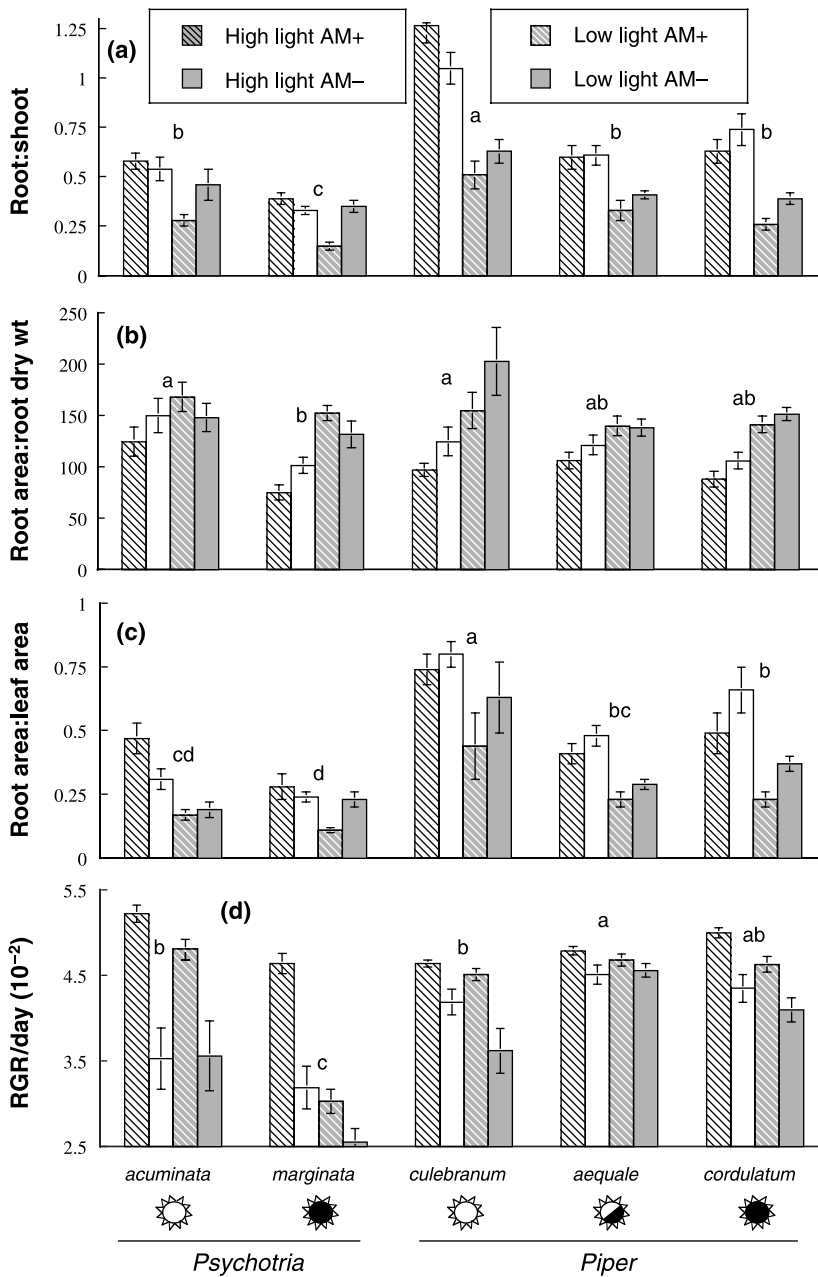 (a)
High light AM+
High light AM−
Low light AM+
Low light AM−
Root:shoot
1.25
1
0.75
0.5
0.25
0
b
c
a
b
b
(b)
Root area:root dry wt
250
200
150
100
50
0
a
b
a
ab
ab
(c)
Root area:leaf area
1
0.75
0.5
0.25
0
cd
d
a
bc
b
(d)
RGR/day (10⁻²)
5.5
4.5
3.5
2.5
b
c
b
a
ab
acuminata marginata culebranum aequale cordulatum
Psychotria Piper